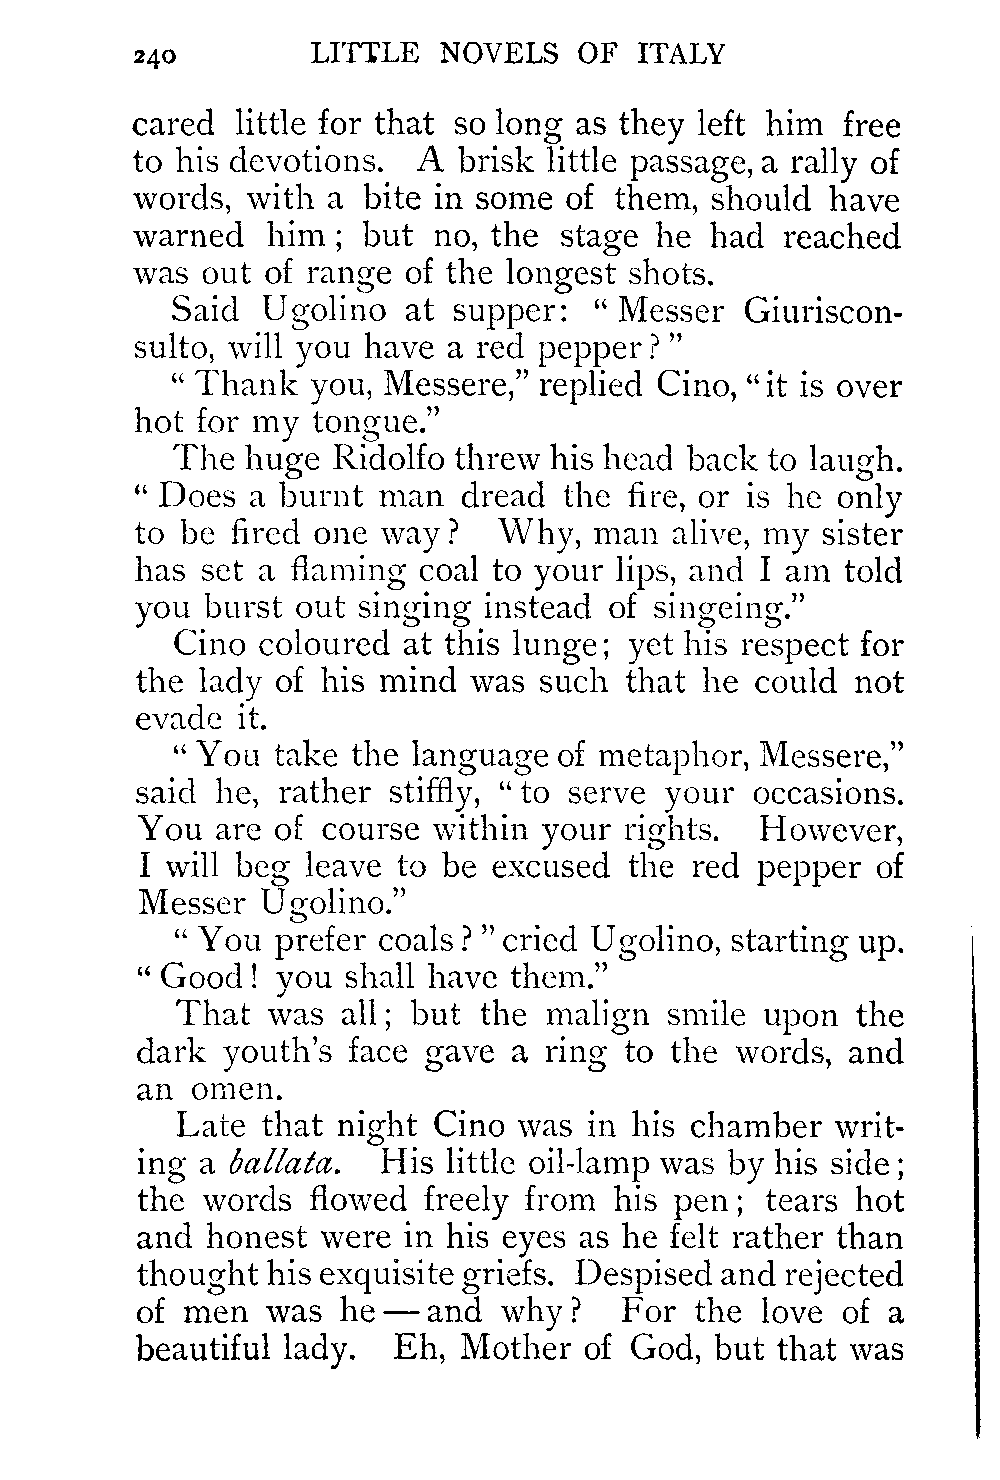 240 LITTLE NOVELS OF ITALY
cared little for that so long as they left him free
to his devotions. A brisk little passage, a rally of
words, with a bite in some of them, should have
warned him ; but no, the stage he had reached
was out of range of the longest shots.
Said Ugolino at supper: “ Messer Giuriscon-
sulto, will you have a red pepper ? ”
“ Thank you, Messere,” replied Cino, “ it is over
hot for my tongue.”
The huge Ridolfo threw his head back to laugh.
“ Does a burnt man dread the fire, or is he only
to be fired one way ? Why, man alive, my sister
has set a flaming coal to your lips, and I am told
you burst out singing instead of singeing.”
Cino coloured at this lunge; yet his respect for
the lady of his mind was such that he could not
evade it.
“ You take the language of metaphor, Messere,”
said he, rather stiffly, “ to serve your occasions.
You are of course within your rights. However,
I will beg leave to be excused the red pepper of
Messer Ugolino.”
“ You prefer coals ? ” cried Ugolino, starting up.
“ Good ! you shall have them.”
That was all ; but the malign smile upon the
dark youth’s face gave a ring to the words, and
an omen.
Late that night Cino was in his chamber writ-
ing a ballata. His little oil-lamp was by his side ;
the words flowed freely from his pen ; tears hot
and honest were in his eyes as he felt rather than
thought his exquisite griefs. Despised and rejected
of men was he — and why ? For the love of a
beautiful lady. Eh, Mother of God, but that was